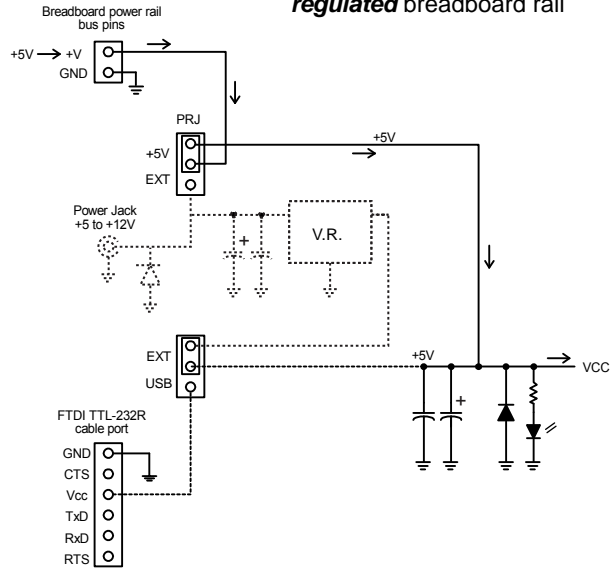 regulated breadboard rail
Breadboard power rail
bus pins
+5V
+V
GND
PRJ
+5V
EXT
+5V
Power Jack
+5 to +12V
+
V.R.
EXT
USB
+5V
VCC
+
FTDI TTL-232R
cable port
GND
CTS
Vcc
TxD
RxD
RTS